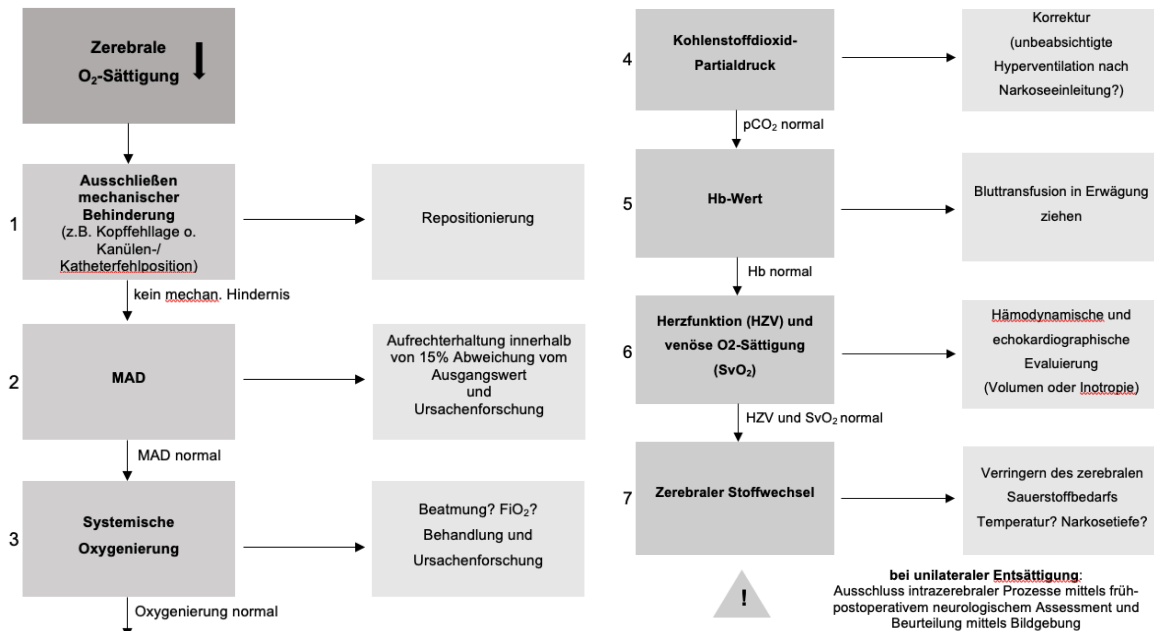 Zerebrale
O₂-Sättigung
1
Ausschließen
mechanischer
Behinderung
(z.B. Kopffehllage o.
Kanülen-/
Katheterfehlposition)
Repositionierung
kein mechan. Hindernis
2
MAD
Aufrechterhaltung innerhalb
von 15% Abweichung vom
Ausgangswert
und
Ursachenforschung
MAD normal
3
Systemische
Oxygenierung
Beatmung? FiO₂?
Behandlung und
Ursachenforschung
Oxygenierung normal
4
Kohlenstoffdioxid-
Partialdruck
Korrektur
(unbeabsichtigte
Hyperventilation nach
Narkoseeinleitung?)
pCO₂ normal
5
Hb-Wert
Bluttransfusion in Erwägung
ziehen
Hb normal
6
Herzfunktion (HZV) und
venöse O2-Sättigung
(SvO₂)
Hämodynamische und
echokardiographische
Evaluierung
(Volumen oder Inotropie)
HZV und SvO₂ normal
7
Zerebraler Stoffwechsel
Verringern des zerebralen
Sauerstoffbedarfs
Temperatur? Narkosetiefe?
!
bei unilateraler Entsättigung:
Ausschluss intrazerebraler Prozesse mittels früh-
postoperativem neurologischem Assessment und
Beurteilung mittels Bildgebung